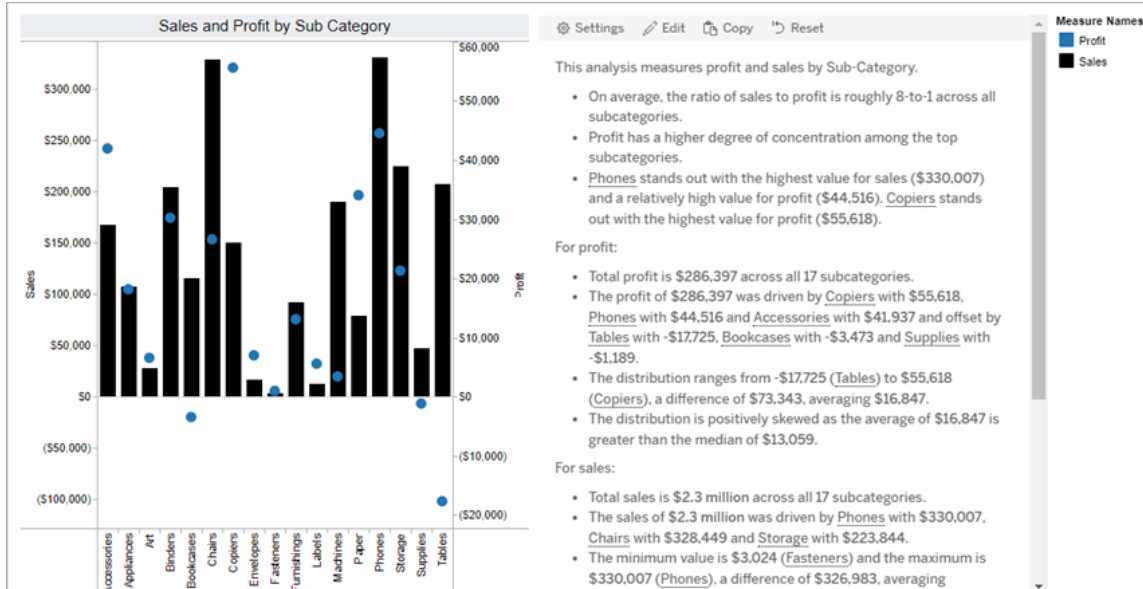 Sales and Profit by Sub Category
$300,000
$250,000
$200,000
$150,000
$100,000
$50,000
$0
($50,000)
($100,000)
Sales
$60,000
$50,000
$40,000
$30,000
$20,000
$10,000
$0
($10,000)
($20,000)
Profit
Accessories
Appliances
Art
Binders
Bookcases
Chairs
Copiers
Envelopes
Fasteners
Furnishings
Labels
Machines
Paper
Phones
Storage
Supplies
Tables
Settings Edit Copy Reset
This analysis measures profit and sales by Sub-Category.
• On average, the ratio of sales to profit is roughly 8-to-1 across all
subcategories.
• Profit has a higher degree of concentration among the top
subcategories.
• Phones stands out with the highest value for sales ($330,007)
and a relatively high value for profit ($44,516). Copiers stands
out with the highest value for profit ($55,618).
For profit:
• Total profit is $286,397 across all 17 subcategories.
• The profit of $286,397 was driven by Copiers with $55,618,
Phones with $44,516 and Accessories with $41,937 and offset by
Tables with -$17,725, Bookcases with -$3,473 and Supplies with
-$1,189.
• The distribution ranges from -$17,725 (Tables) to $55,618
(Copiers), a difference of $73,343, averaging $16,847.
• The distribution is positively skewed as the average of $16,847 is
greater than the median of $13,059.
For sales:
• Total sales is $2.3 million across all 17 subcategories.
• The sales of $2.3 million was driven by Phones with $330,007,
Chairs with $328,449 and Storage with $223,844.
• The minimum value is $3,024 (Fasteners) and the maximum is
$330,007 (Phones), a difference of $326,983, averaging
Measure Names
Profit
Sales